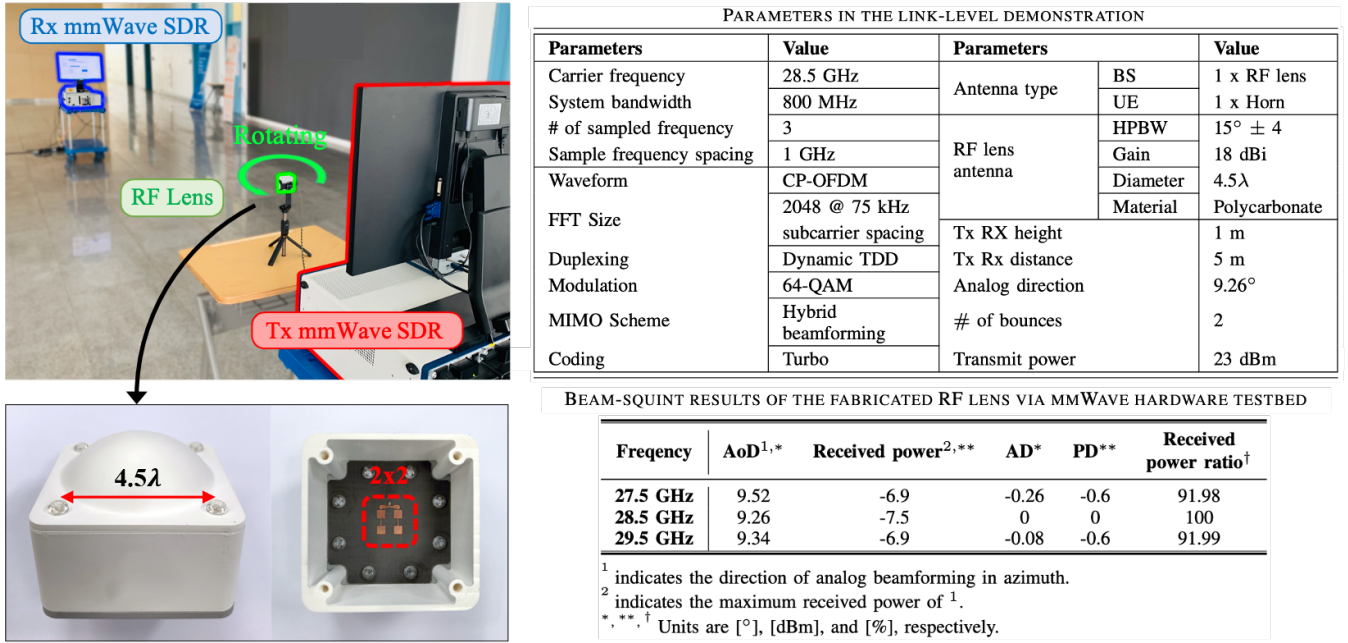 Rx mmWave SDR
Rotating
RF Lens
Tx mmWave SDR
4.5λ
2x2
PARAMETERS IN THE LINK-LEVEL DEMONSTRATION
Parameters Value Parameters Value
Carrier frequency 28.5 GHz Antenna type BS 1 x RF lens
System bandwidth 800 MHz UE 1 x Horn
# of sampled frequency 3 RF lens antenna HPBW 15° ± 4
Sample frequency spacing 1 GHz Gain 18 dBi
Waveform CP-OFDM Diameter 4.5λ
FFT Size 2048 @ 75 kHz subcarrier spacing Material Polycarbonate
Tx RX height 1 m
Duplexing Dynamic TDD Tx Rx distance 5 m
Modulation 64-QAM Analog direction 9.26°
MIMO Scheme Hybrid beamforming # of bounces 2
Coding Turbo Transmit power 23 dBm
BEAM-SQUINT RESULTS OF THE FABRICATED RF LENS VIA MMWAVE HARDWARE TESTBED
Freqency AoD1,* Received power2,** AD* PD** Received power ratio†
27.5 GHz 9.52 -6.9 -0.26 -0.6 91.98
28.5 GHz 9.26 -7.5 0 0 100
29.5 GHz 9.34 -6.9 -0.08 -0.6 91.99
1 indicates the direction of analog beamforming in azimuth.
2 indicates the maximum received power of 1.
*, **, † Units are [°], [dBm], and [%], respectively.